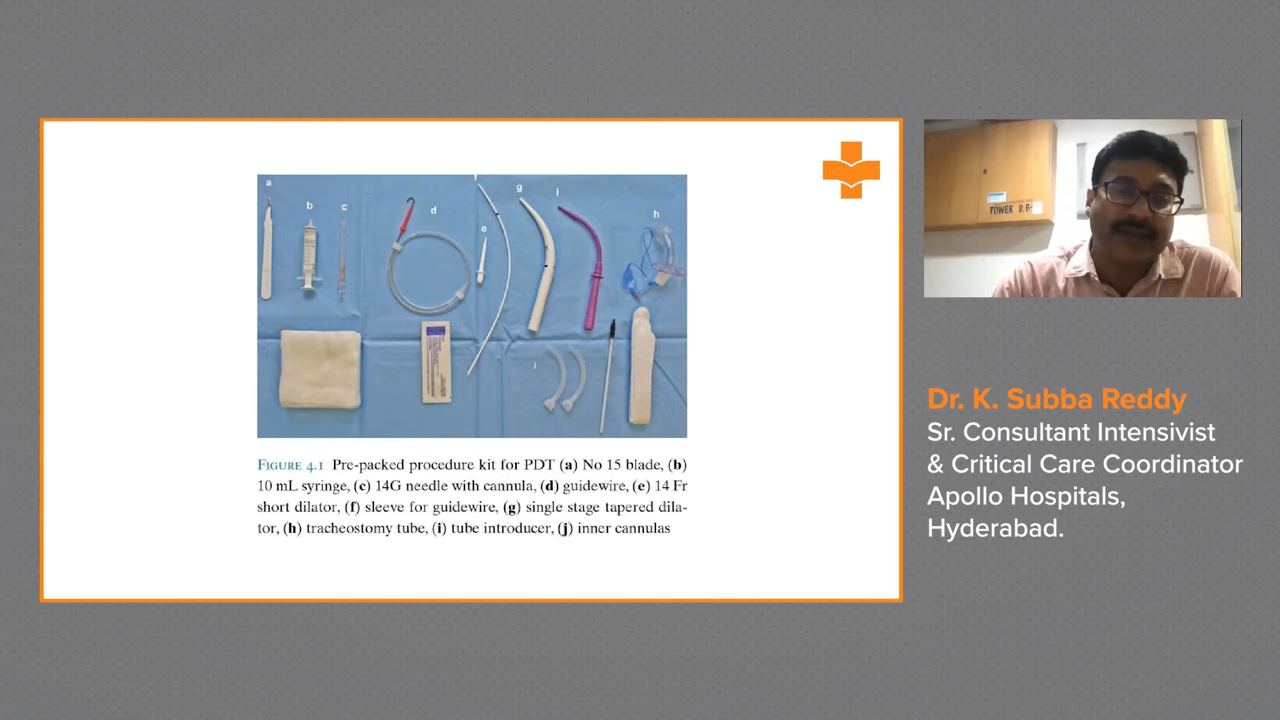 a
b
c
d
e
f
g
i
h
i
FIGURE 4.1 Pre-packed procedure kit for PDT (a) No 15 blade, (b)
10 mL syringe, (c) 14G needle with cannula, (d) guidewire, (e) 14 Fr
short dilator, (f) sleeve for guidewire, (g) single stage tapered dila-
tor, (h) tracheostomy tube, (i) tube introducer, (j) inner cannulas
POWER D.B
Dr. K. Subba Reddy
Sr. Consultant Intensivist
& Critical Care Coordinator
Apollo Hospitals,
Hyderabad.